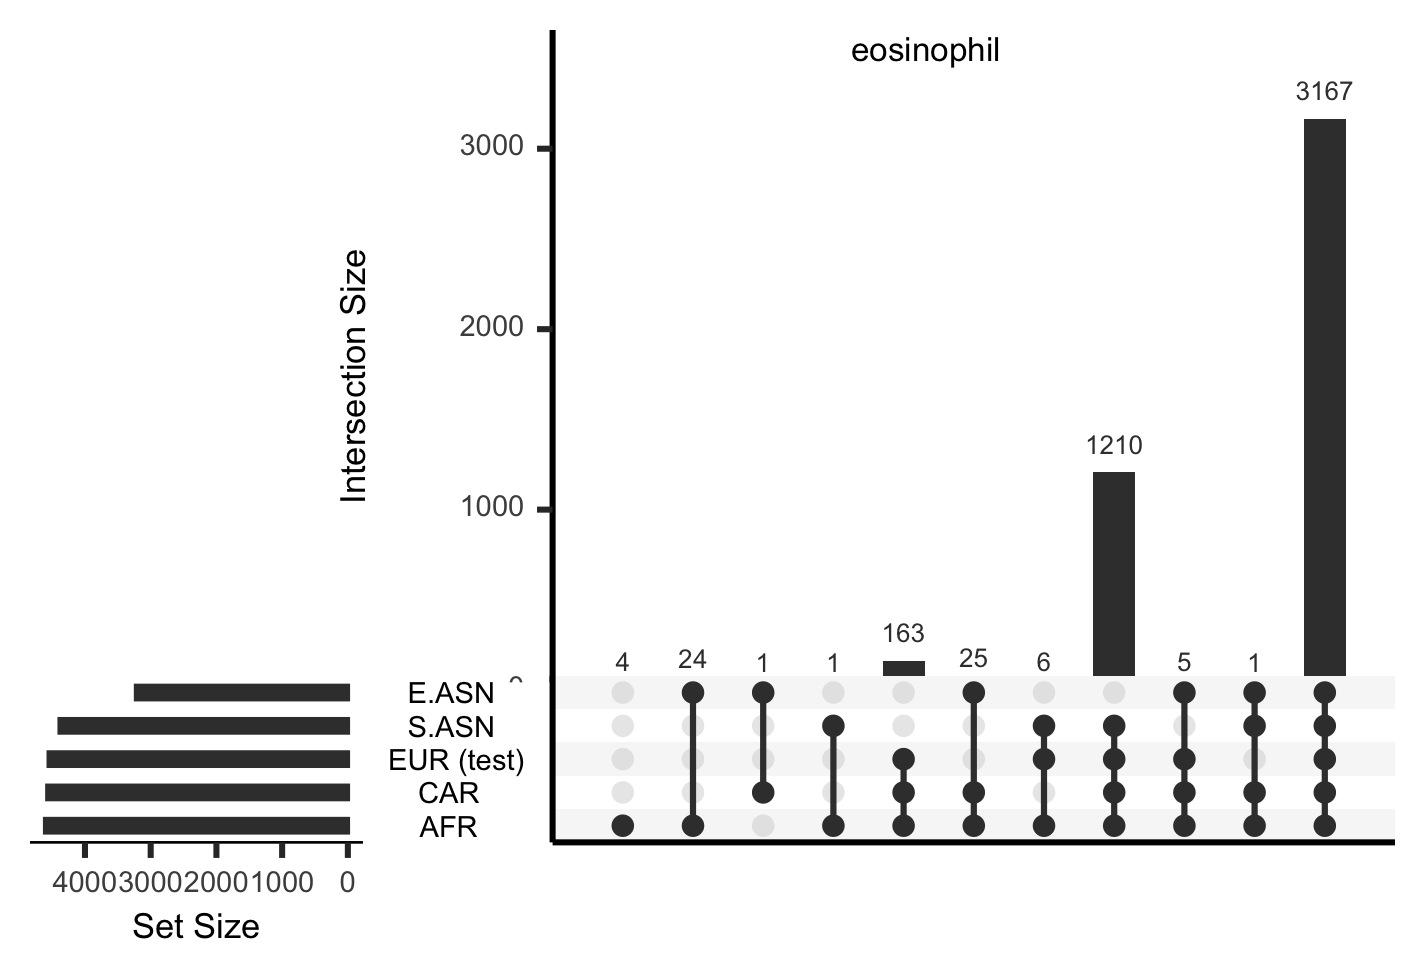 eosinophil
3167
3000
Intersection Size
2000
1210
1000
163
4 24 1 1 25 6 5 1
0
E.ASN
S.ASN
EUR (test)
CAR
AFR
4000 3000 2000 1000 0
Set Size